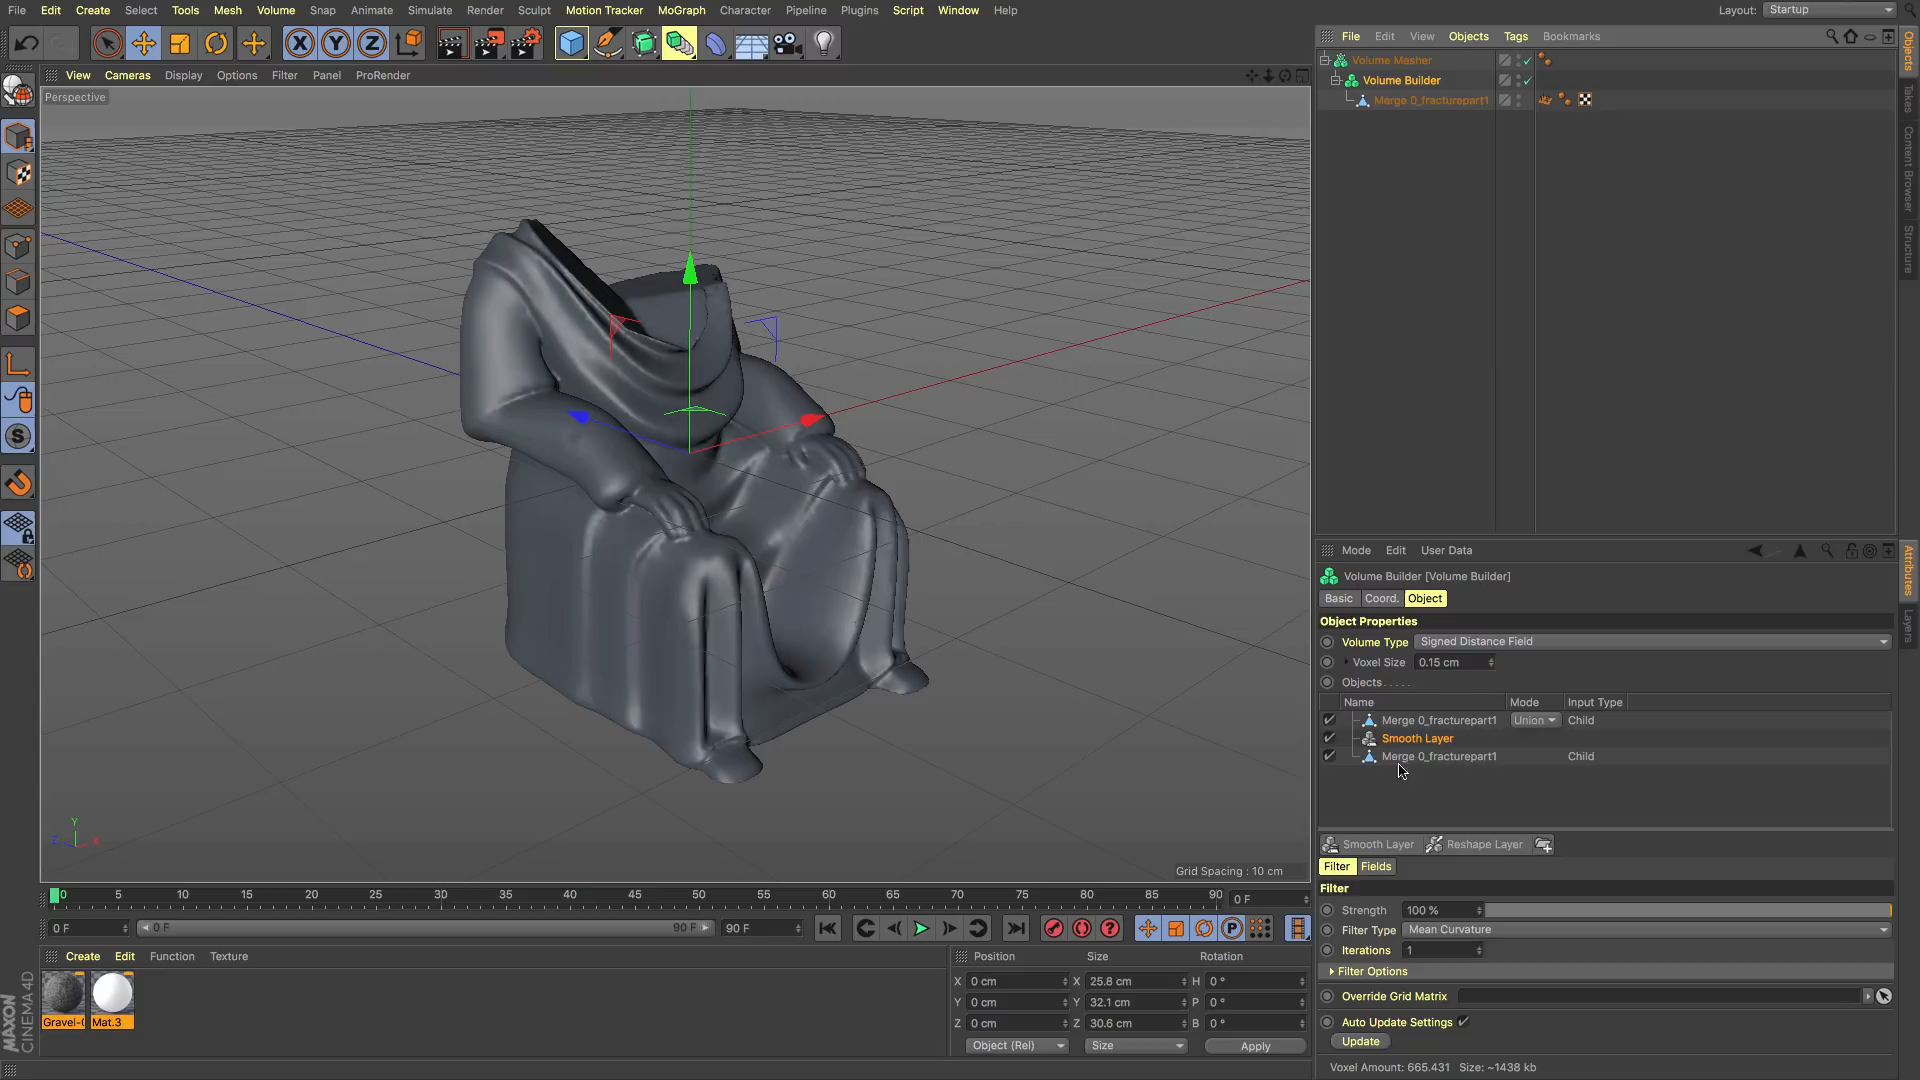 File Edit Create Select Tools Mesh Volume Snap Animate Simulate Render Sculpt Motion Tracker MoGraph Character Pipeline Plugins Script Window Help
Layout: Startup
File Edit View Objects Tags Bookmarks
Volume Mesher
Volume Builder
Merge 0_fracturepart1
Objects
Takes
Content Browser
Structure
View Cameras Display Options Filter Panel ProRender
Perspective
Y
Z
X
Grid Spacing : 10 cm
Mode Edit User Data
Attributes
Layers
Volume Builder [Volume Builder]
Basic Coord. Object
Object Properties
Volume Type Signed Distance Field
Voxel Size 0.15 cm
Objects . . . . .
Name Mode Input Type
Merge 0_fracturepart1 Union Child
Smooth Layer
Merge 0_fracturepart1 Child
Smooth Layer Reshape Layer
Filter Fields
Filter
Strength 100 %
Filter Type Mean Curvature
Iterations 1
Filter Options
Override Grid Matrix
Auto Update Settings
Update
Voxel Amount: 665.431 Size: ~1438 kb
0 5 10 15 20 25 30 35 40 45 50 55 60 65 70 75 80 85 90 0 F
0 F 0 F 90 F 90 F
Create Edit Function Texture
Mat.3
Position Size Rotation
X 0 cm X 25.8 cm H 0 °
Y 0 cm Y 32.1 cm P 0 °
Z 0 cm Z 30.6 cm B 0 °
Object (Rel) Size Apply
MAXON
CINEMA 4D